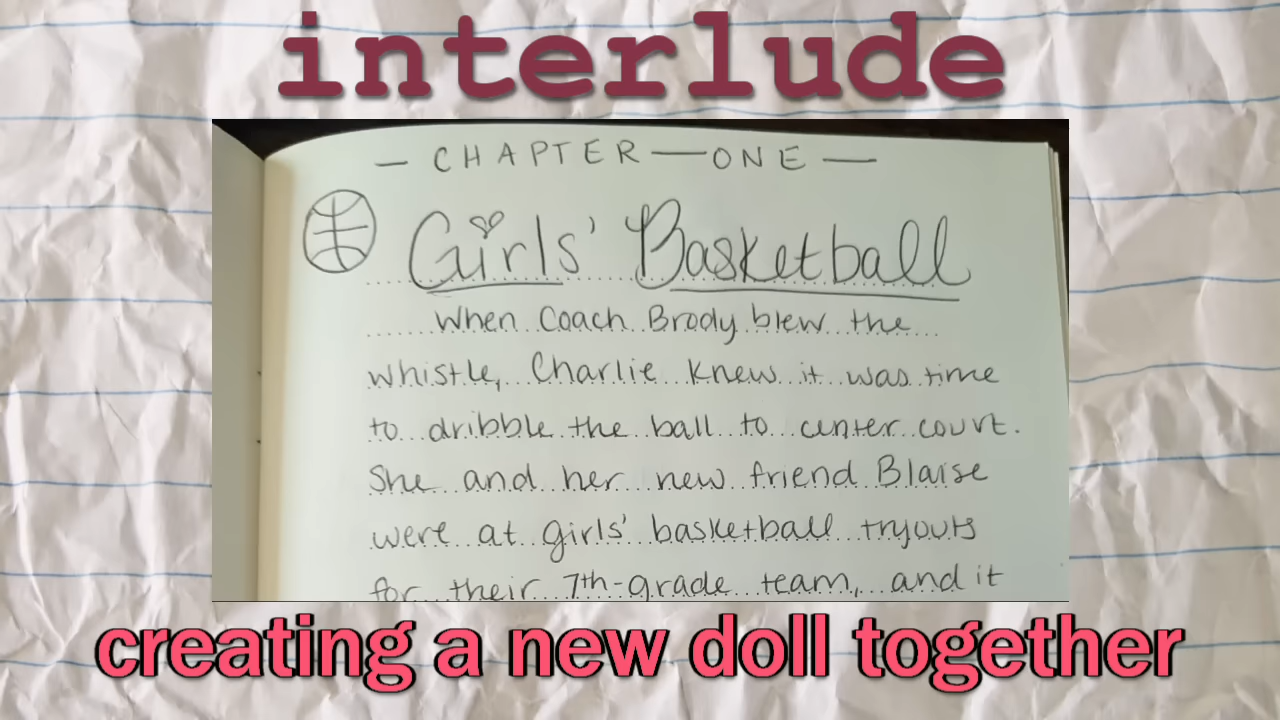 interlude
— CHAPTER — ONE —
Girls' Basketball
When Coach Brody blew the
whistle, Charlie knew it was time
to dribble the ball to center court.
She and her new friend Blaise
were at girls' basketball tryouts
for their 7th-grade team, and it
creating a new doll together